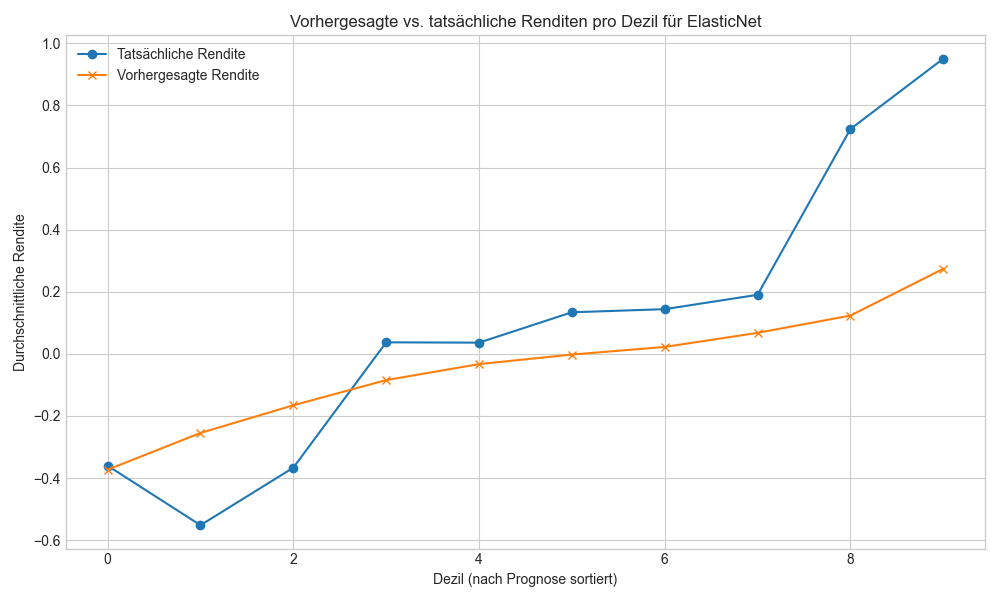 Vorhergesagte vs. tatsächliche Renditen pro Dezil für ElasticNet
Tatsächliche Rendite
Vorhergesagte Rendite
Durchschnittliche Rendite
1.0
0.8
0.6
0.4
0.2
0.0
−0.2
−0.4
−0.6
0
2
4
6
8
Dezil (nach Prognose sortiert)